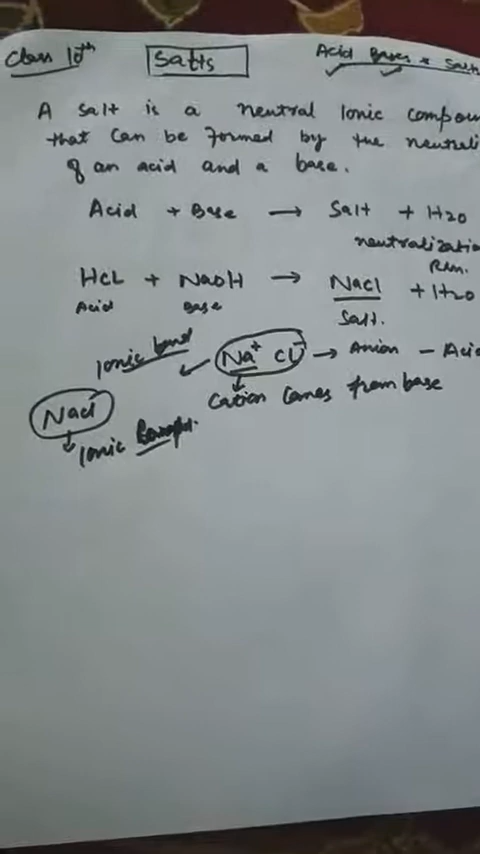 Class 10th Salts Acid Bases & Salts
A salt is a neutral Ionic compou
that can be formed by the neutrali
of an acid and a base.
Acid + Base → Salt + H2O
neutralizatio
Rxn.
HCL + NaOH → NaCl + H2O
Acid Base Salt.
Ionic bond Na+ Cl- → Anion - Acid
Cation Comes from base
NaCl
Ionic